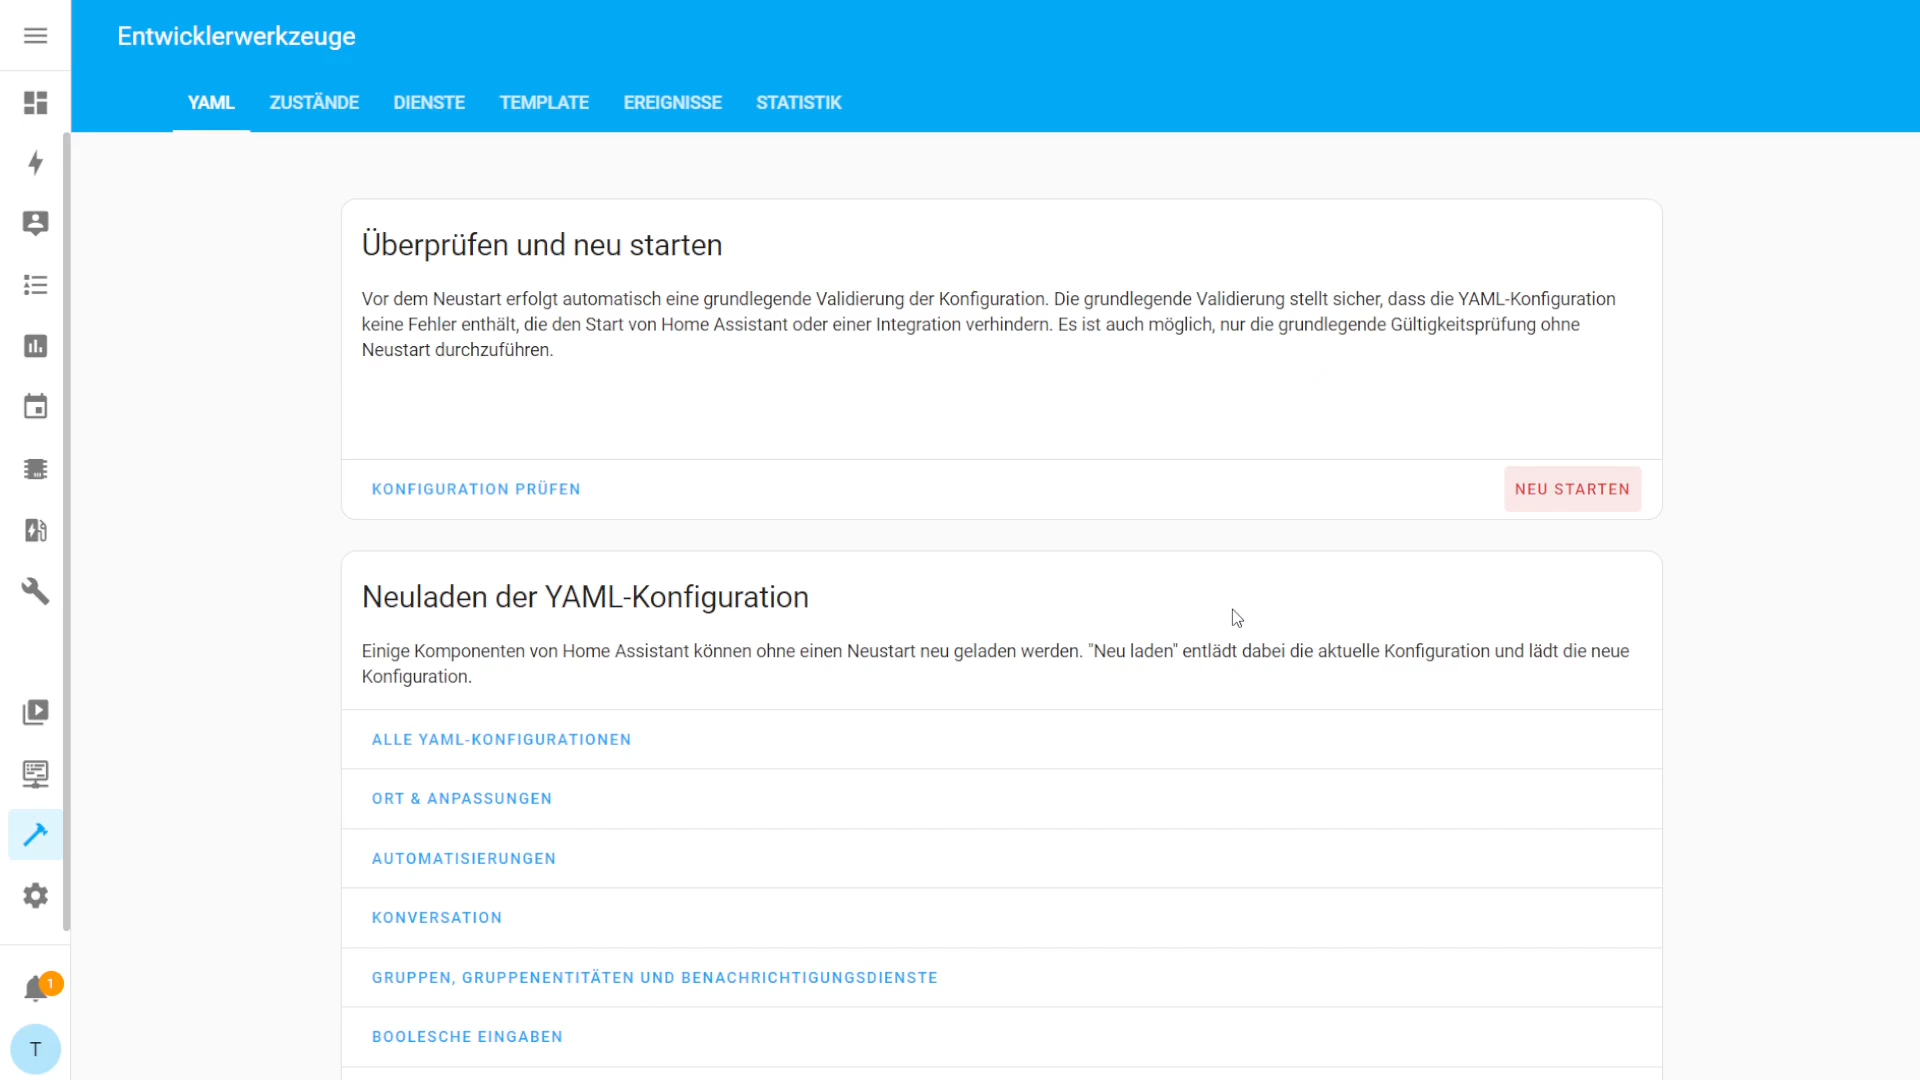 Entwicklerwerkzeuge
YAML ZUSTÄNDE DIENSTE TEMPLATE EREIGNISSE STATISTIK
Überprüfen und neu starten
Vor dem Neustart erfolgt automatisch eine grundlegende Validierung der Konfiguration. Die grundlegende Validierung stellt sicher, dass die YAML-Konfiguration
keine Fehler enthält, die den Start von Home Assistant oder einer Integration verhindern. Es ist auch möglich, nur die grundlegende Gültigkeitsprüfung ohne
Neustart durchzuführen.
KONFIGURATION PRÜFEN NEU STARTEN
Neuladen der YAML-Konfiguration
Einige Komponenten von Home Assistant können ohne einen Neustart neu geladen werden. "Neu laden" entlädt dabei die aktuelle Konfiguration und lädt die neue
Konfiguration.
ALLE YAML-KONFIGURATIONEN
ORT & ANPASSUNGEN
AUTOMATISIERUNGEN
KONVERSATION
GRUPPEN, GRUPPENENTITÄTEN UND BENACHRICHTIGUNGSDIENSTE
BOOLESCHE EINGABEN
1
T